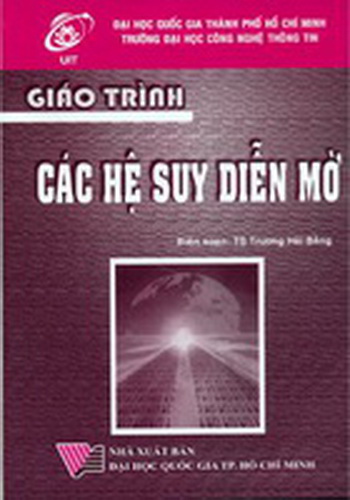 ĐẠI HỌC QUỐC GIA THÀNH PHỐ HỒ CHÍ MINH
TRƯỜNG ĐẠI HỌC CÔNG NGHỆ THÔNG TIN
UIT
GIÁO TRÌNH
CÁC HỆ SUY DIỄN MỜ
Biên soạn: TS Trương Hải Bằng
NHÀ XUẤT BẢN
ĐẠI HỌC QUỐC GIA TP. HỒ CHÍ MINH